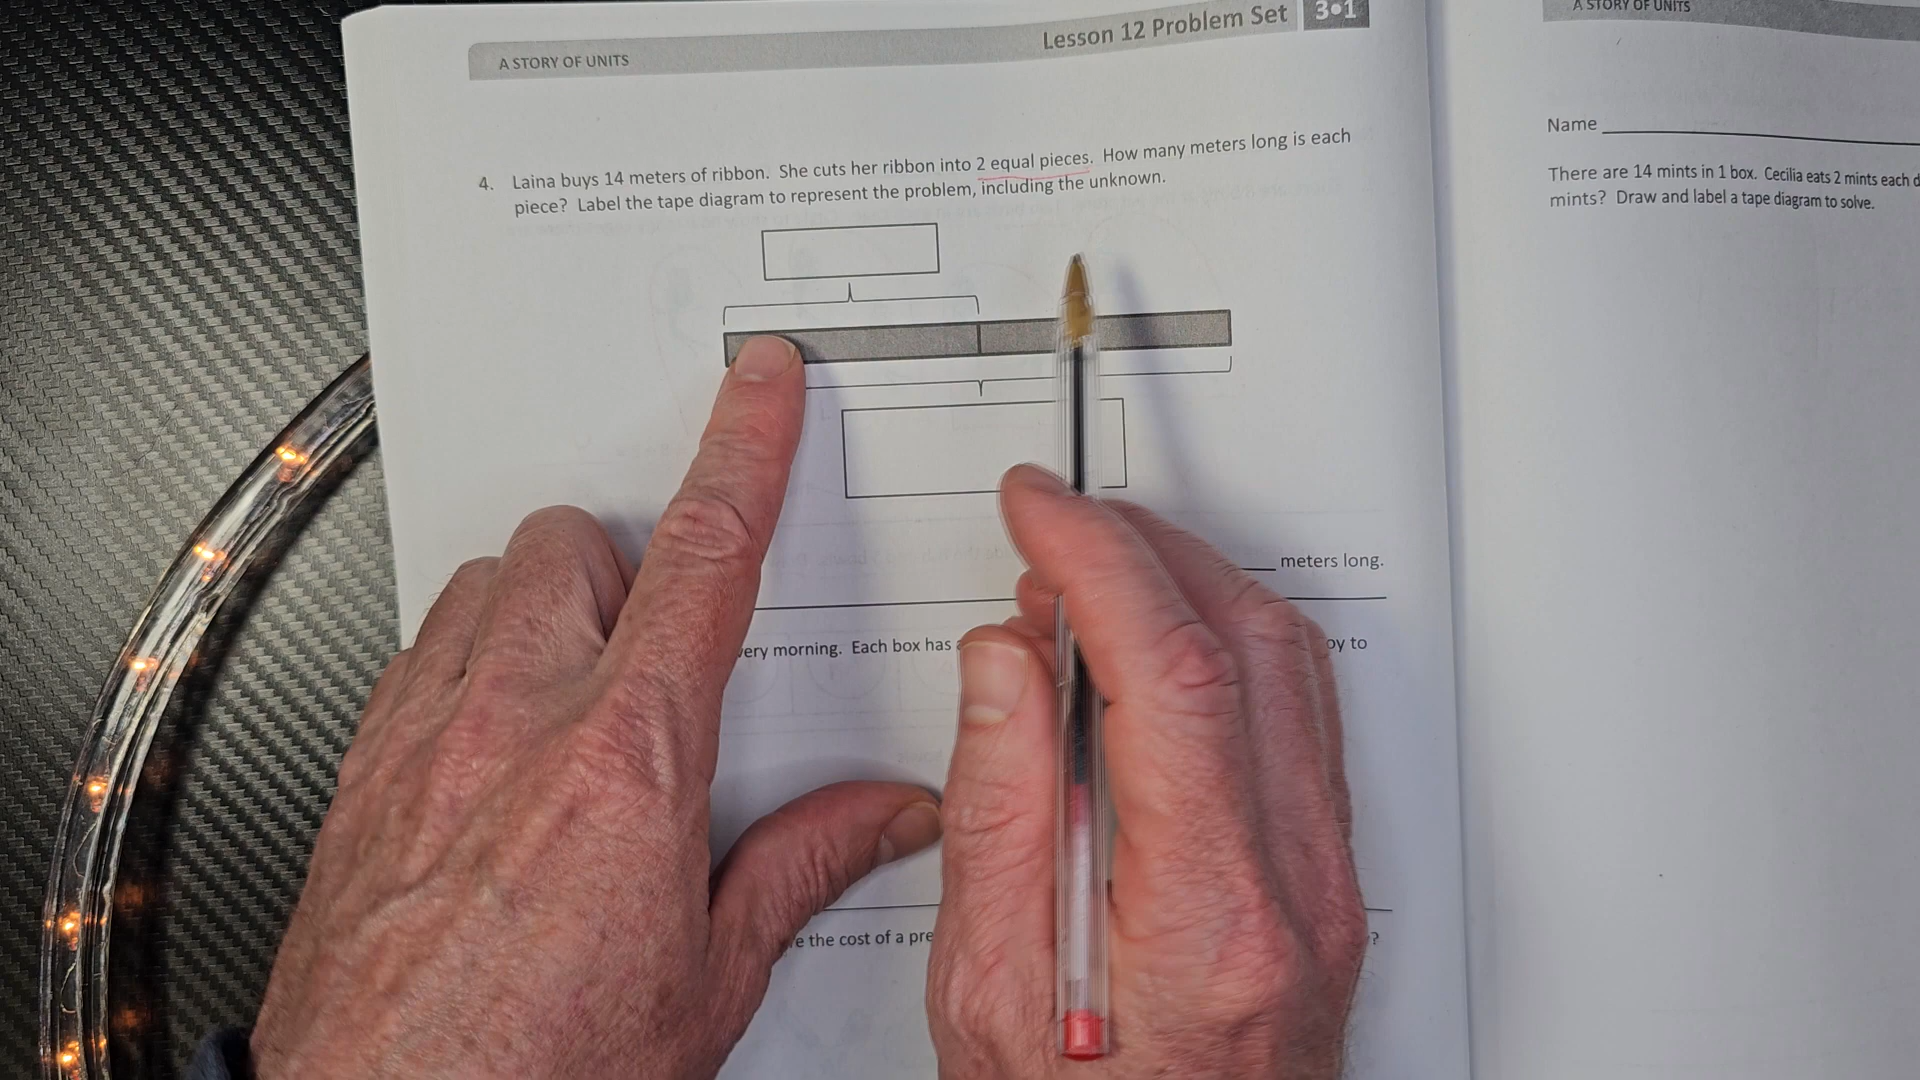 A STORY OF UNITS
Lesson 12 Problem Set 3•1
4. Laina buys 14 meters of ribbon. She cuts her ribbon into 2 equal pieces. How many meters long is each
piece? Label the tape diagram to represent the problem, including the unknown.
meters long.
very morning. Each box has
to
the cost of a
?
A STORY OF UNITS
Name
There are 14 mints in 1 box. Cecilia eats 2 mints each
mints? Draw and label a tape diagram to solve.